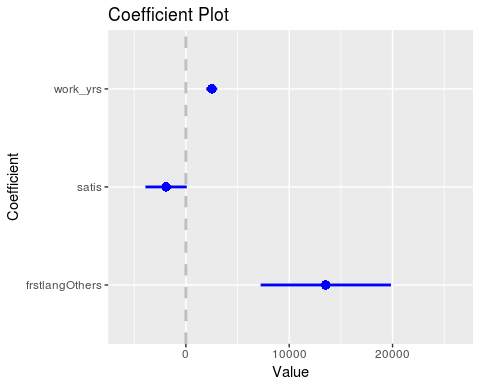 Coefficient Plot
Coefficient
work_yrs
satis
frstlangOthers
0
10000
20000
Value